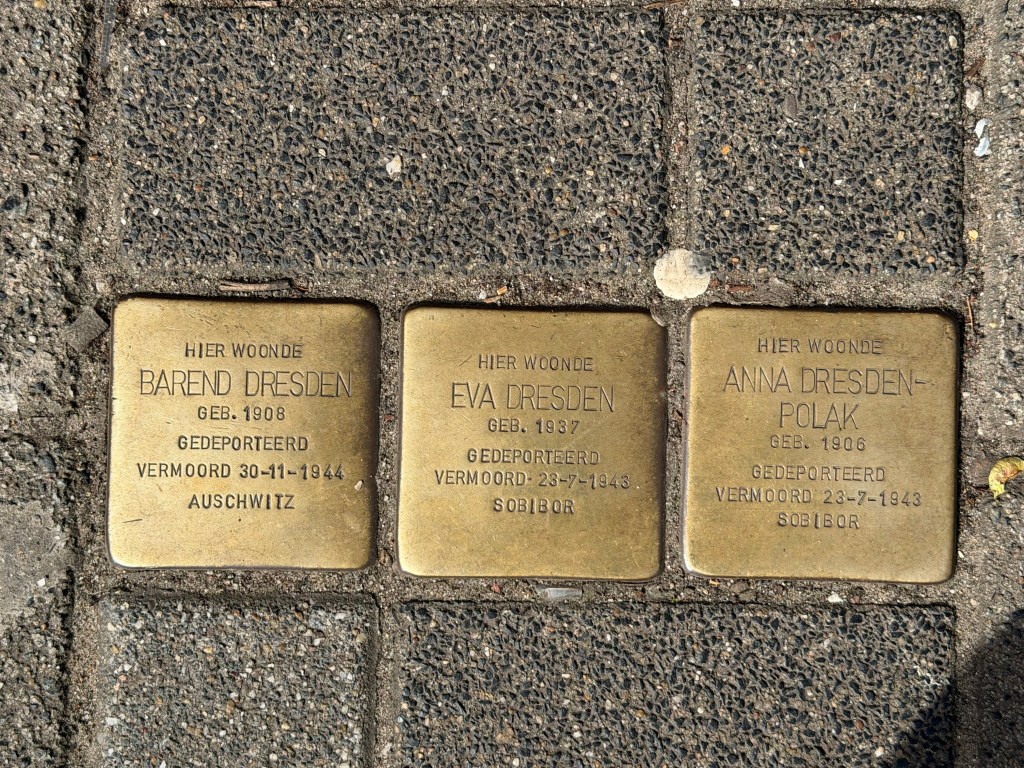 HIER WOONDE
BAREND DRESDEN
GEB. 1908
GEDEPORTEERD
VERMOORD 30-11-1944
AUSCHWITZ
HIER WOONDE
EVA DRESDEN
GEB. 1937
GEDEPORTEERD
VERMOORD 23-7-1943
SOBIBOR
HIER WOONDE
ANNA DRESDEN-
POLAK
GEB. 1906
GEDEPORTEERD
VERMOORD 23-7-1943
SOBIBOR